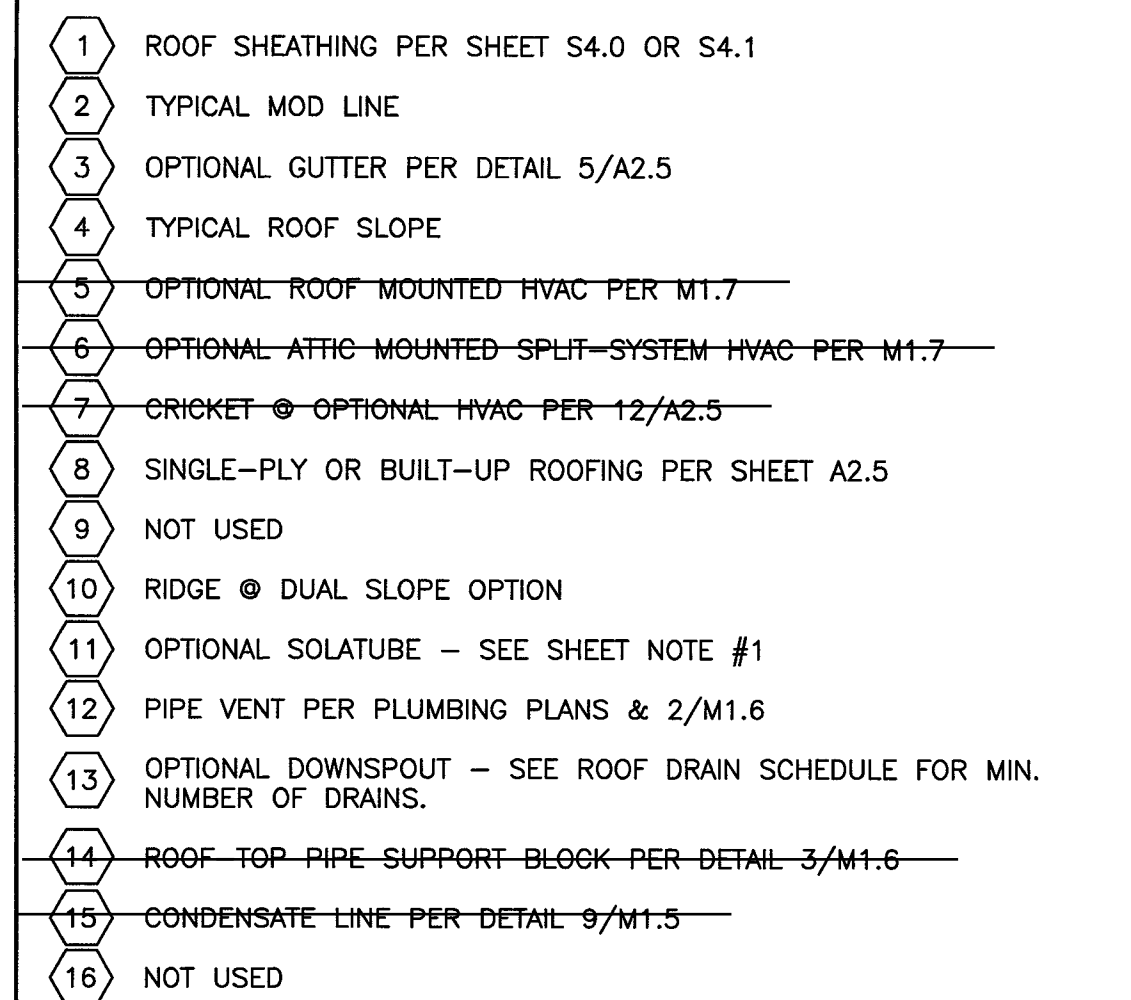 1 ROOF SHEATHING PER SHEET S4.0 OR S4.1
2 TYPICAL MOD LINE
3 OPTIONAL GUTTER PER DETAIL 5/A2.5
4 TYPICAL ROOF SLOPE
5 OPTIONAL ROOF MOUNTED HVAC PER M1.7
6 OPTIONAL ATTIC MOUNTED SPLIT–SYSTEM HVAC PER M1.7
7 CRICKET @ OPTIONAL HVAC PER 12/A2.5
8 SINGLE–PLY OR BUILT–UP ROOFING PER SHEET A2.5
9 NOT USED
10 RIDGE @ DUAL SLOPE OPTION
11 OPTIONAL SOLATUBE – SEE SHEET NOTE #1
12 PIPE VENT PER PLUMBING PLANS & 2/M1.6
13 OPTIONAL DOWNSPOUT – SEE ROOF DRAIN SCHEDULE FOR MIN.
NUMBER OF DRAINS.
14 ROOF TOP PIPE SUPPORT BLOCK PER DETAIL 3/M1.6
15 CONDENSATE LINE PER DETAIL 9/M1.5
16 NOT USED